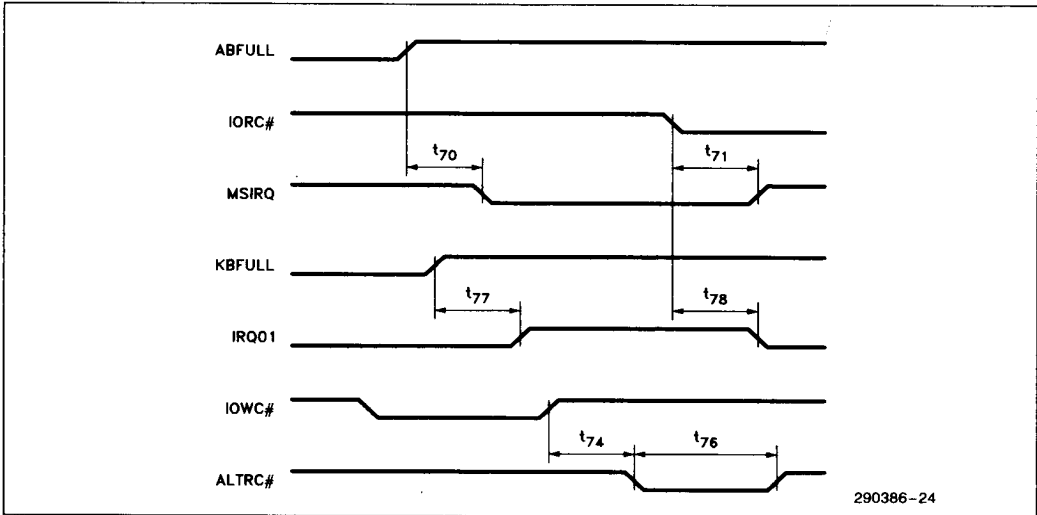 ABFULL
IORC#
t70
t71
MSIRQ
KBFULL
t77
t78
IRQ01
IOWC#
t74
t76
ALTRC#
290386-24